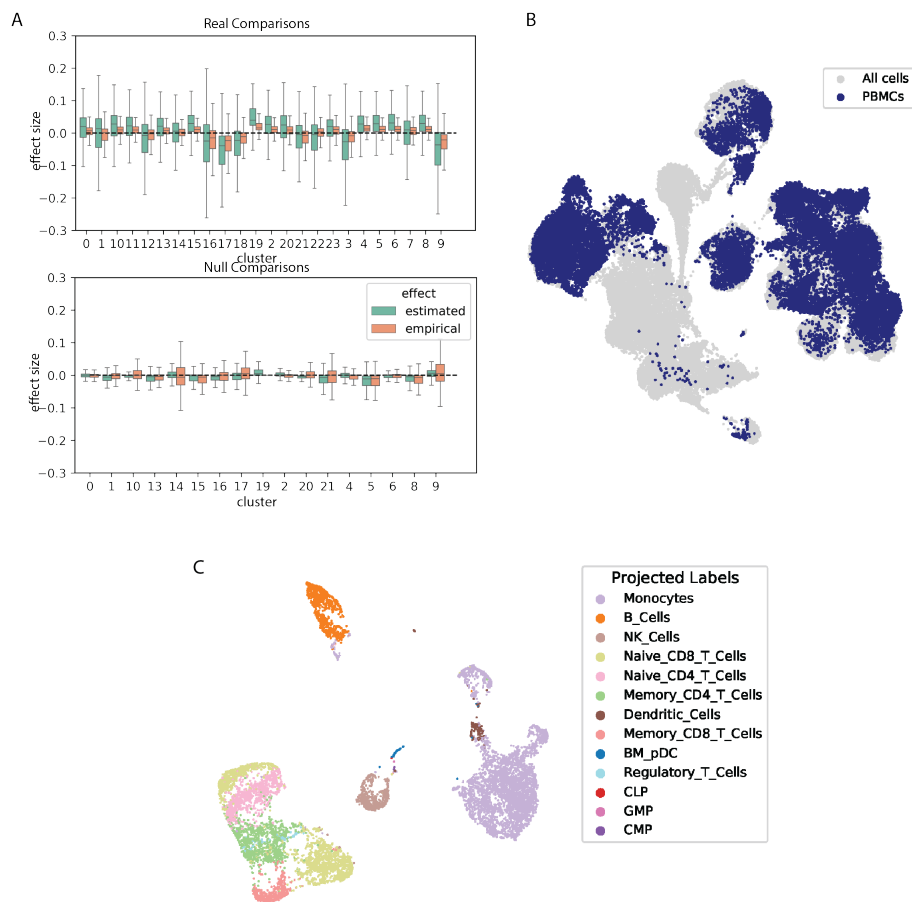 A
Real Comparisons
effect size
0.3
0.2
0.1
0.0
−0.1
−0.2
−0.3
0 1 10 11 12 13 14 15 16 17 18 19 2 20 21 22 23 3 4 5 6 7 8 9
cluster
Null Comparisons
effect size
0.3
0.2
0.1
0.0
−0.1
−0.2
−0.3
effect
estimated
empirical
0 1 10 13 14 15 16 17 19 2 20 21 4 5 6 8 9
cluster
B
All cells
PBMCs
C
Projected Labels
Monocytes
B_Cells
NK_Cells
Naive_CD8_T_Cells
Naive_CD4_T_Cells
Memory_CD4_T_Cells
Dendritic_Cells
Memory_CD8_T_Cells
BM_pDC
Regulatory_T_Cells
CLP
GMP
CMP